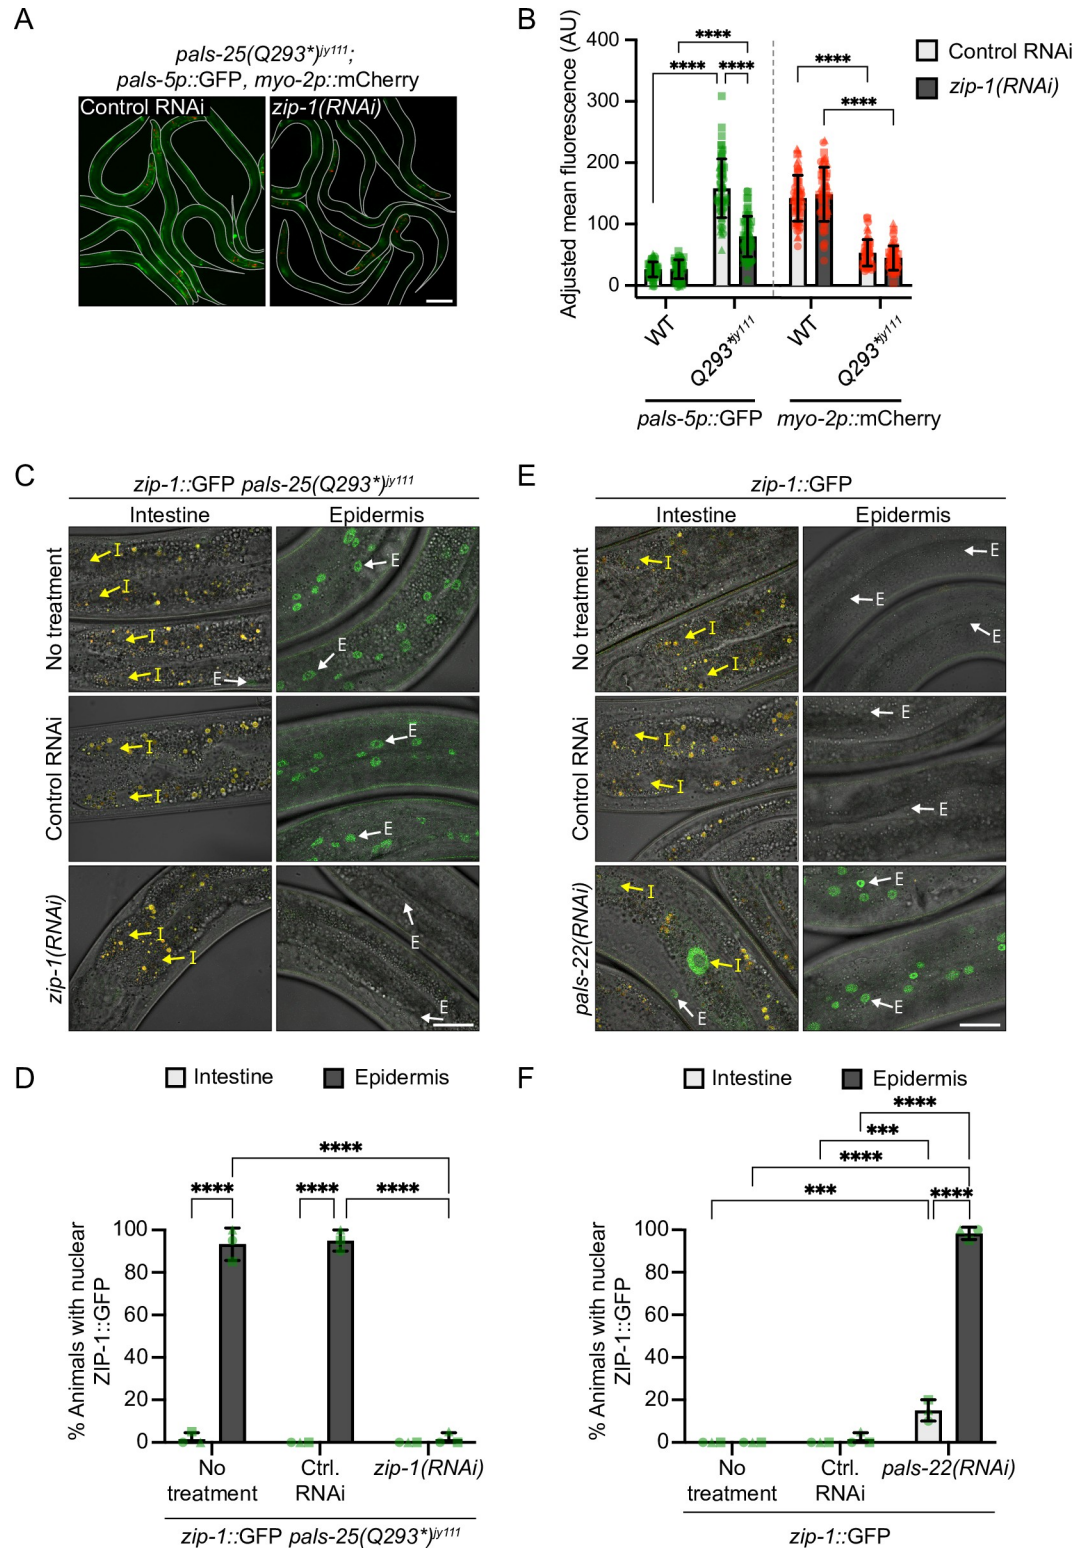 A
pals-25(Q293*)jy111;
pals-5p::GFP, myo-2p::mCherry
Control RNAi
zip-1(RNAi)
B
Adjusted mean fluorescence (AU)
400
300
200
100
0
****
****
****
****
****
Control RNAi
zip-1(RNAi)
WT
Q293*jy111
WT
Q293*jy111
pals-5p::GFP
myo-2p::mCherry
C
zip-1::GFP pals-25(Q293*)jy111
Intestine
Epidermis
No treatment
I
I
I
I
E
E
E
Control RNAi
I
I
E
E
zip-1(RNAi)
I
I
E
E
E
zip-1::GFP
Intestine
Epidermis
No treatment
I
I
I
E
E
E
Control RNAi
I
I
E
E
pals-22(RNAi)
I
I
E
E
E
D
Intestine
Epidermis
% Animals with nuclear
ZIP-1::GFP
100
80
60
40
20
0
****
****
****
****
No
treatment
Ctrl.
RNAi
zip-1(RNAi)
zip-1::GFP pals-25(Q293*)jy111
F
Intestine
Epidermis
% Animals with nuclear
ZIP-1::GFP
100
80
60
40
20
0
****
***
****
***
****
No
treatment
Ctrl.
RNAi
pals-22(RNAi)
zip-1::GFP